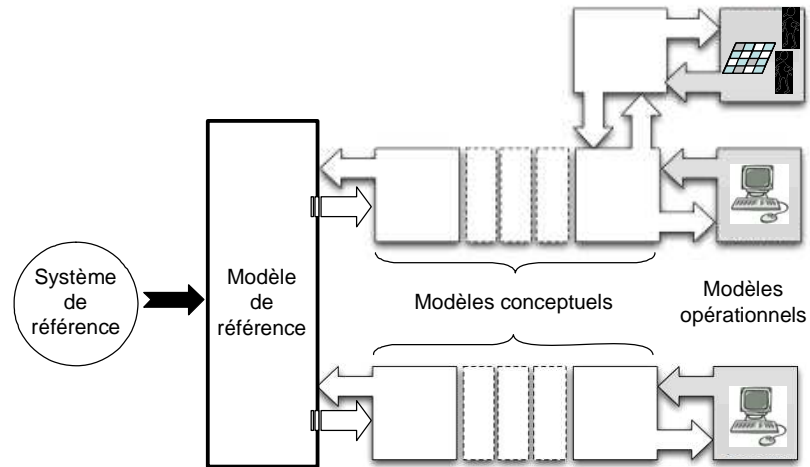 Système
de
référence
Modèle
de
référence
Modèles conceptuels
Modèles
opérationnels